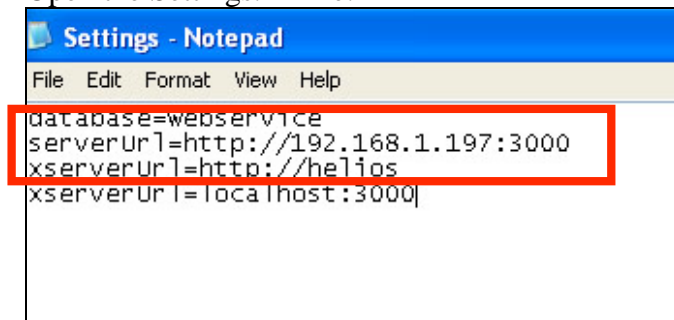 Settings - Notepad
File Edit Format View Help
database=webservice
serverUrl=http://192.168.1.197:3000
xserverUrl=http://helios
xserverUrl=localhost:3000